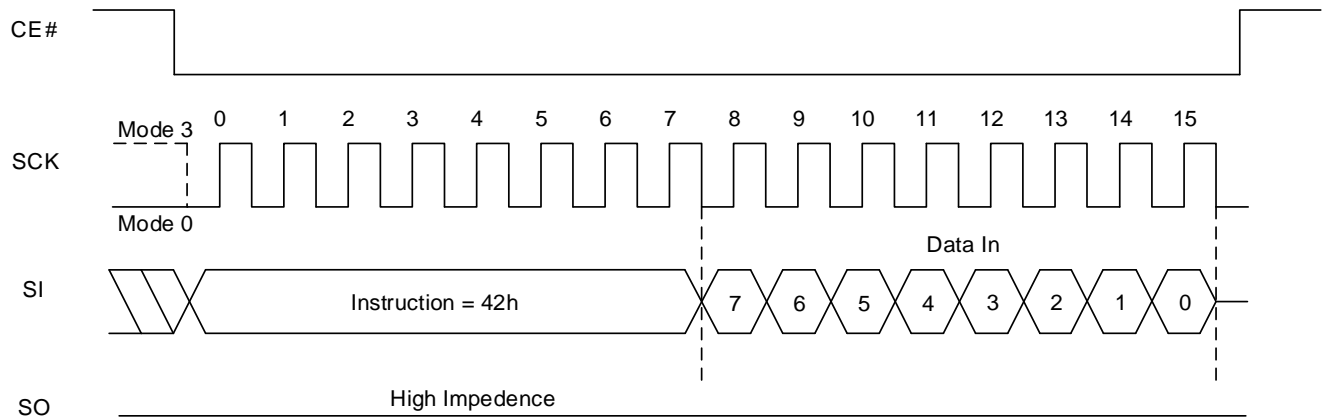 CE#
0 1 2 3 4 5 6 7 8 9 10 11 12 13 14 15
Mode 3
SCK
Mode 0
Data In
SI
Instruction = 42h
7 6 5 4 3 2 1 0
High Impedence
SO